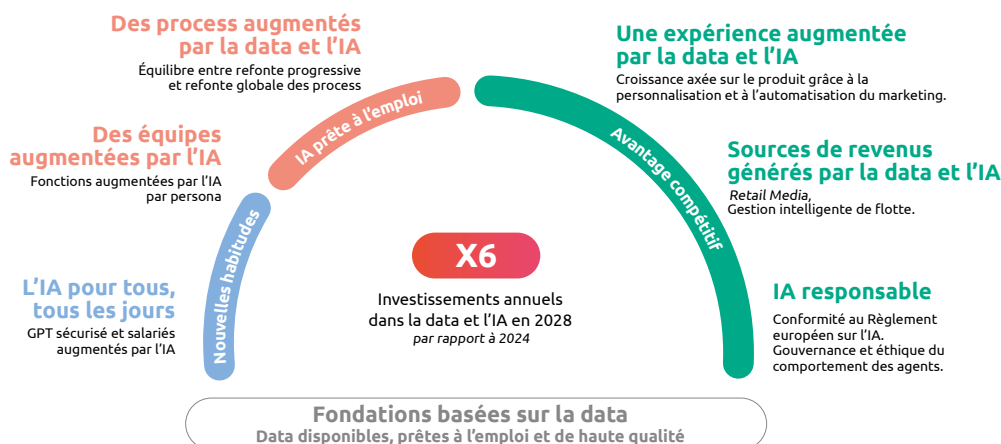 Des process augmentés
par la data et l’IA
Équilibre entre refonte progressive
et refonte globale des process
Des équipes
augmentées par l’IA
Fonctions augmentées par l’IA
par persona
L’IA pour tous,
tous les jours
GPT sécurisé et salariés
augmentés par l’IA
Nouvelles habitudes
IA prête à l'emploi
Avantage compétitif
X6
Investissements annuels
dans la data et l’IA en 2028
par rapport à 2024
Une expérience augmentée
par la data et l’IA
Croissance axée sur le produit grâce à la
personnalisation et à l’automatisation du marketing.
Sources de revenus
générés par la data et l’IA
Retail Media,
Gestion intelligente de flotte.
IA responsable
Conformité au Règlement
européen sur l’IA.
Gouvernance et éthique du
comportement des agents.
Fondations basées sur la data
Data disponibles, prêtes à l’emploi et de haute qualité